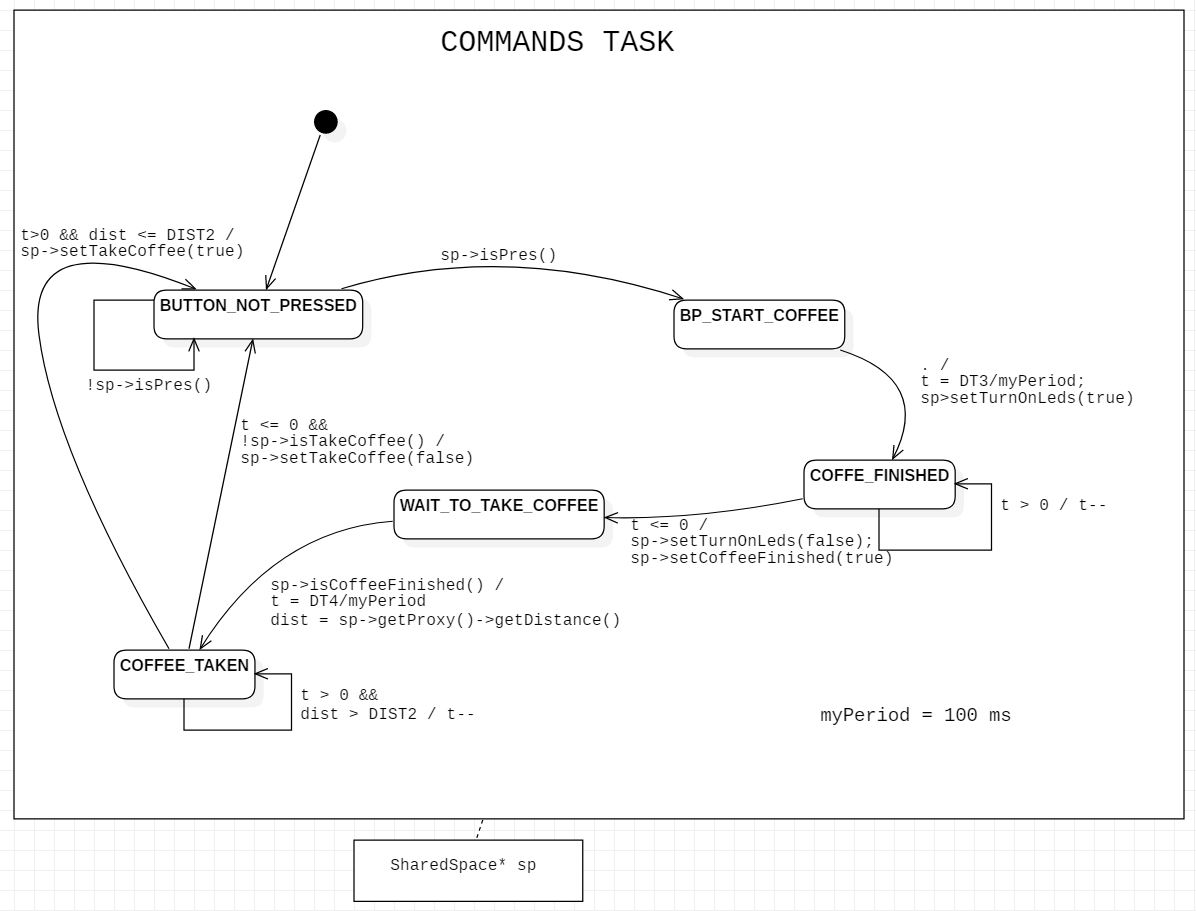 COMMANDS TASK
t>0 && dist <= DIST2 /
sp->setTakeCoffee(true)
sp->isPres()
BUTTON_NOT_PRESSED
BP_START_COFFEE
!sp->isPres()
. /
t = DT3/myPeriod;
sp>setTurnOnLeds(true)
t <= 0 &&
!sp->isTakeCoffee() /
sp->setTakeCoffee(false)
COFFE_FINISHED
WAIT_TO_TAKE_COFFEE
t > 0 / t--
t <= 0 /
sp->setTurnOnLeds(false);
sp->setCoffeeFinished(true)
sp->isCoffeeFinished() /
t = DT4/myPeriod
dist = sp->getProxy()->getDistance()
COFFEE_TAKEN
t > 0 &&
dist > DIST2 / t--
myPeriod = 100 ms
SharedSpace* sp